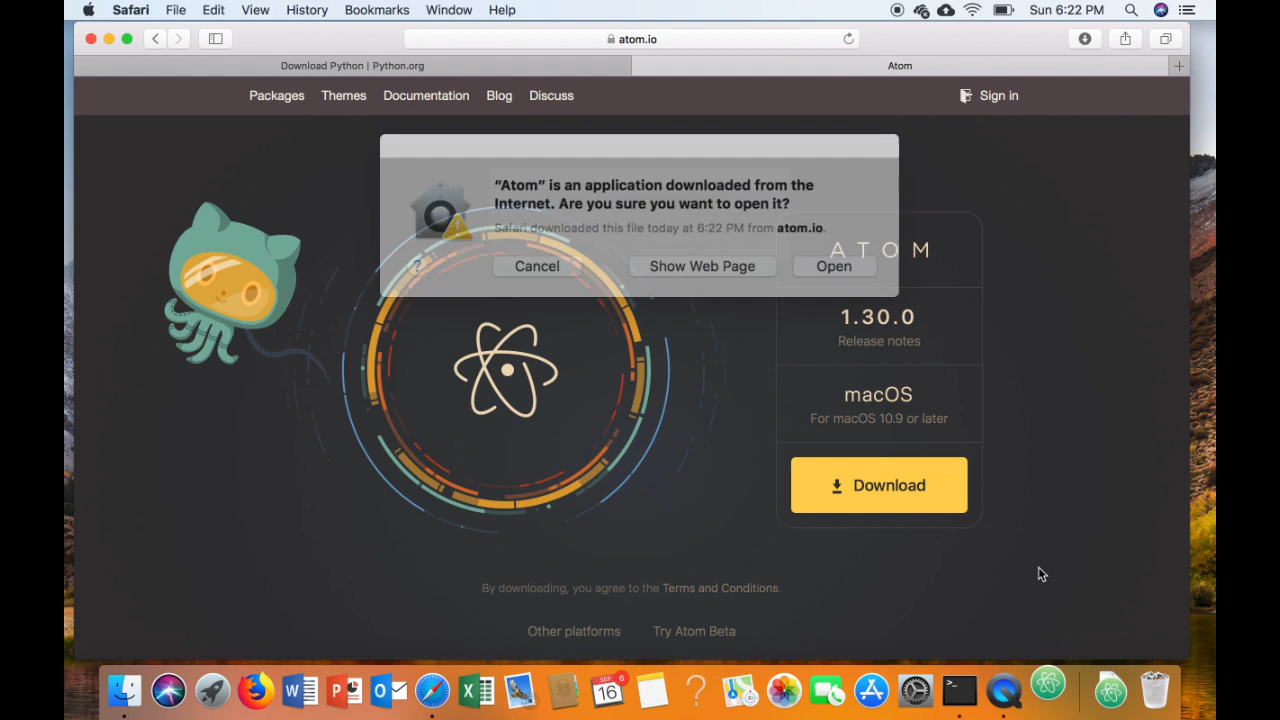 Safari File Edit View History Bookmarks Window Help Sun 6:22 PM
atom.io
Download Python | Python.org Atom
Packages Themes Documentation Blog Discuss Sign in
“Atom” is an application downloaded from the
Internet. Are you sure you want to open it?
Safari downloaded this file today at 6:22 PM from atom.io.
? Cancel Show Web Page Open
ATOM
1.30.0
Release notes
macOS
For macOS 10.9 or later
Download
By downloading, you agree to the Terms and Conditions.
Other platforms Try Atom Beta
SEP 6
16
W P O X ? >_